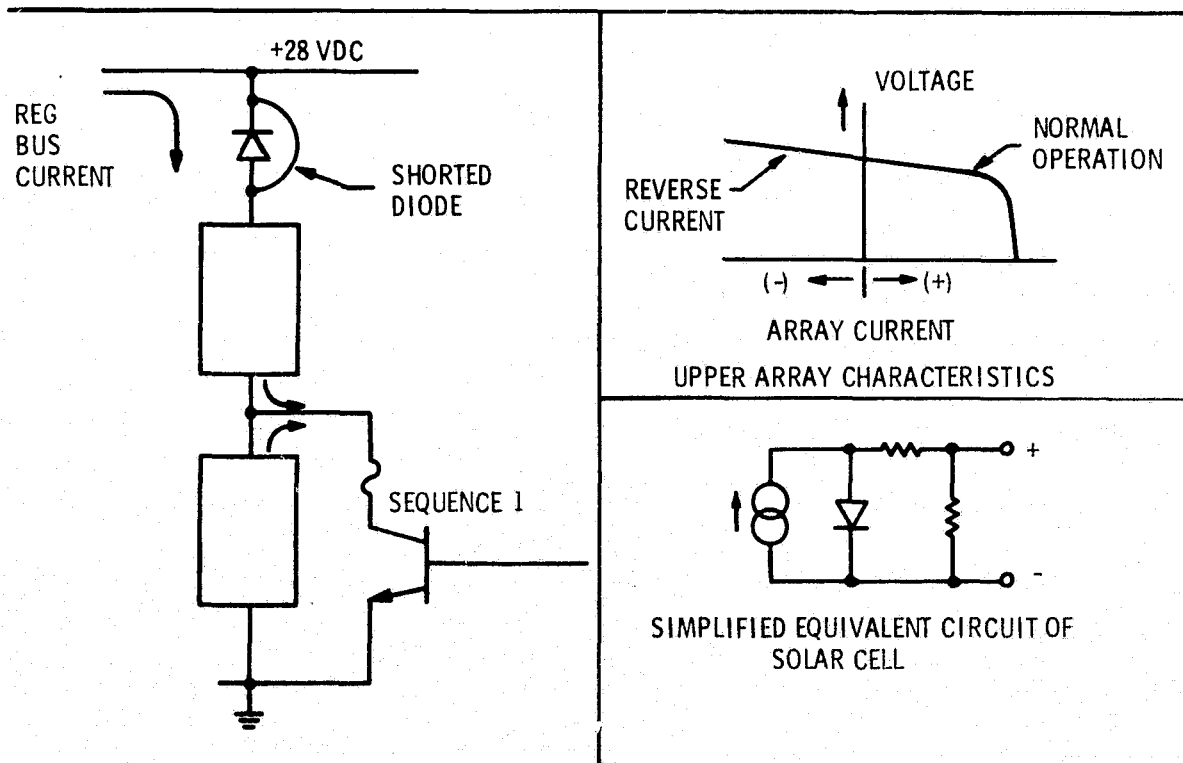 +28 VDC
REG
BUS
CURRENT
SHORTED
DIODE
SEQUENCE 1
VOLTAGE
NORMAL
OPERATION
REVERSE
CURRENT
(-)
(+)
ARRAY CURRENT
UPPER ARRAY CHARACTERISTICS
+
-
SIMPLIFIED EQUIVALENT CIRCUIT OF
SOLAR CELL